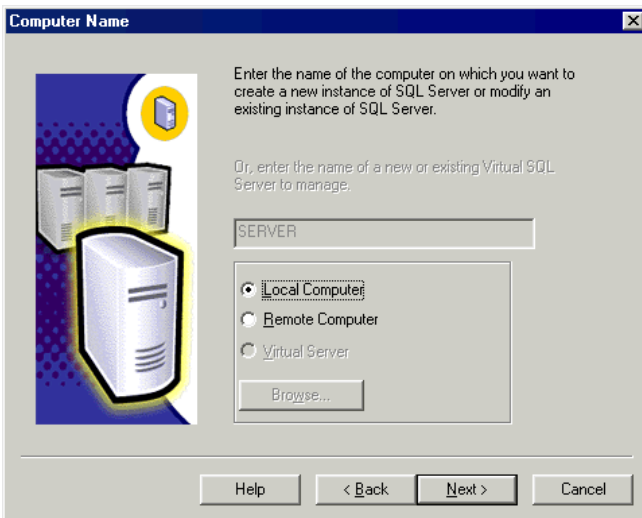 Computer Name
Enter the name of the computer on which you want to
create a new instance of SQL Server or modify an
existing instance of SQL Server.
Or, enter the name of a new or existing Virtual SQL
Server to manage.
SERVER
Local Computer
Remote Computer
Virtual Server
Browse...
Help
< Back
Next >
Cancel